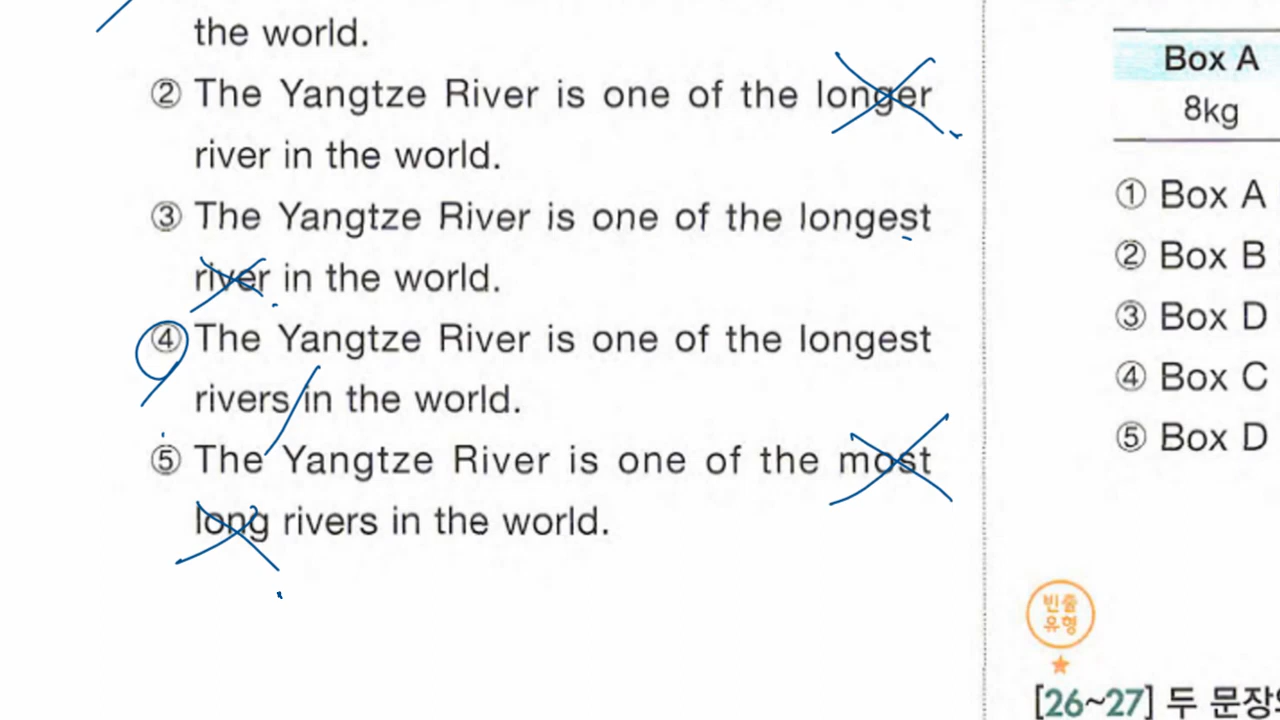 the world.
② The Yangtze River is one of the longer
river in the world.
③ The Yangtze River is one of the longest
river in the world.
④ The Yangtze River is one of the longest
rivers in the world.
⑤ The Yangtze River is one of the most
long rivers in the world.
Box A
8kg
① Box A
② Box B
③ Box D
④ Box C
⑤ Box D
빈출
유형
[26~27] 두 문장의